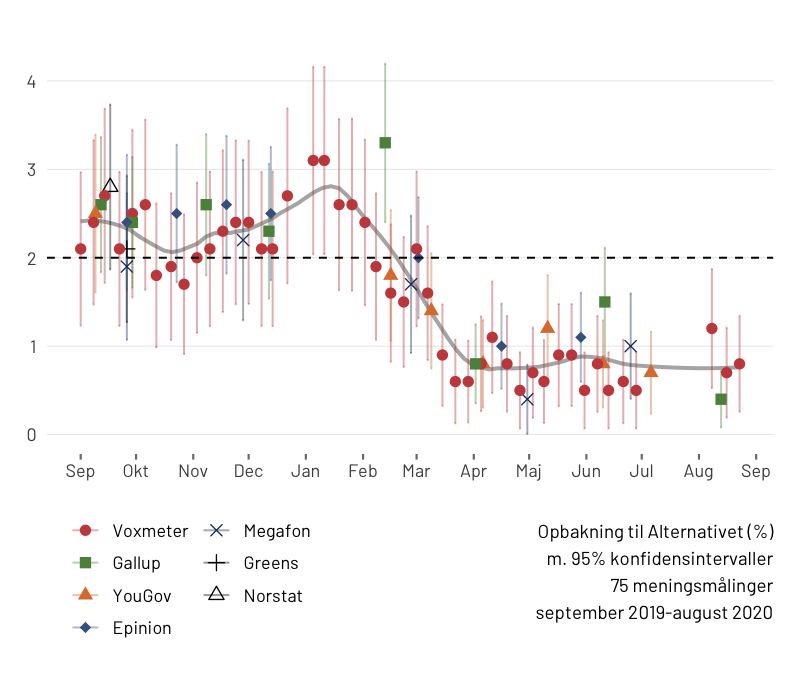 4
3
2
1
0
Sep Okt Nov Dec Jan Feb Mar Apr Maj Jun Jul Aug Sep
Voxmeter Megafon
Gallup Greens
YouGov Norstat
Epinion
Opbakning til Alternativet (%)
m. 95% konfidensintervaller
75 meningsmålinger
september 2019-august 2020